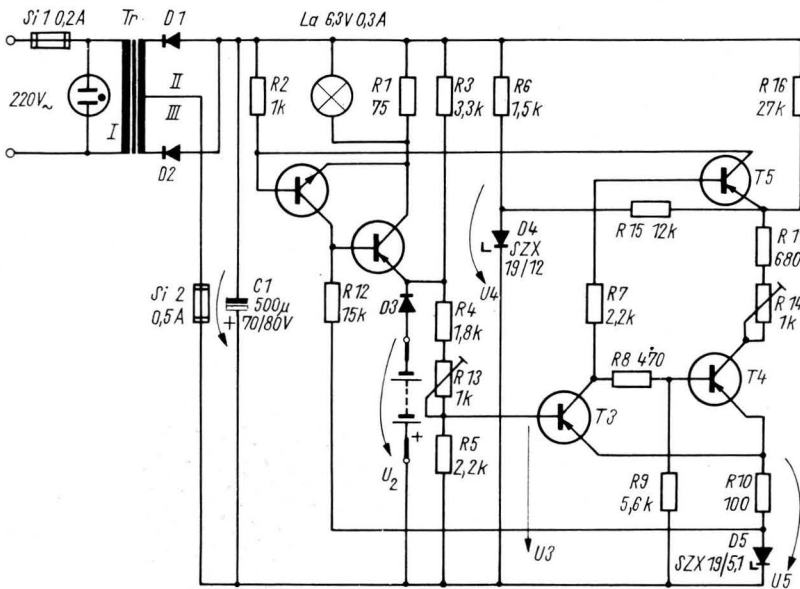 Si 1 0,2A
Tr
D1
La 6,3V 0,3A
220V~
I
II
III
D2
R2
1k
R1
75
R3
3,3k
R6
1,5k
R16
27k
T5
R15 12k
D4
SZX
19/12
U4
R1
680
R14
1k
Si 2
0,5A
C1
500µ
+ 70/80V
R12
15k
D3
R4
1,8k
R7
2,2k
R13
1k
R8 470
T4
T3
+
U2
R5
2,2k
R9
5,6k
R10
100
U3
D5
SZX 19/5,1
U5